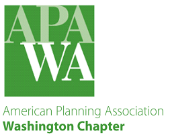 APA
WA
American Planning Association
Washington Chapter